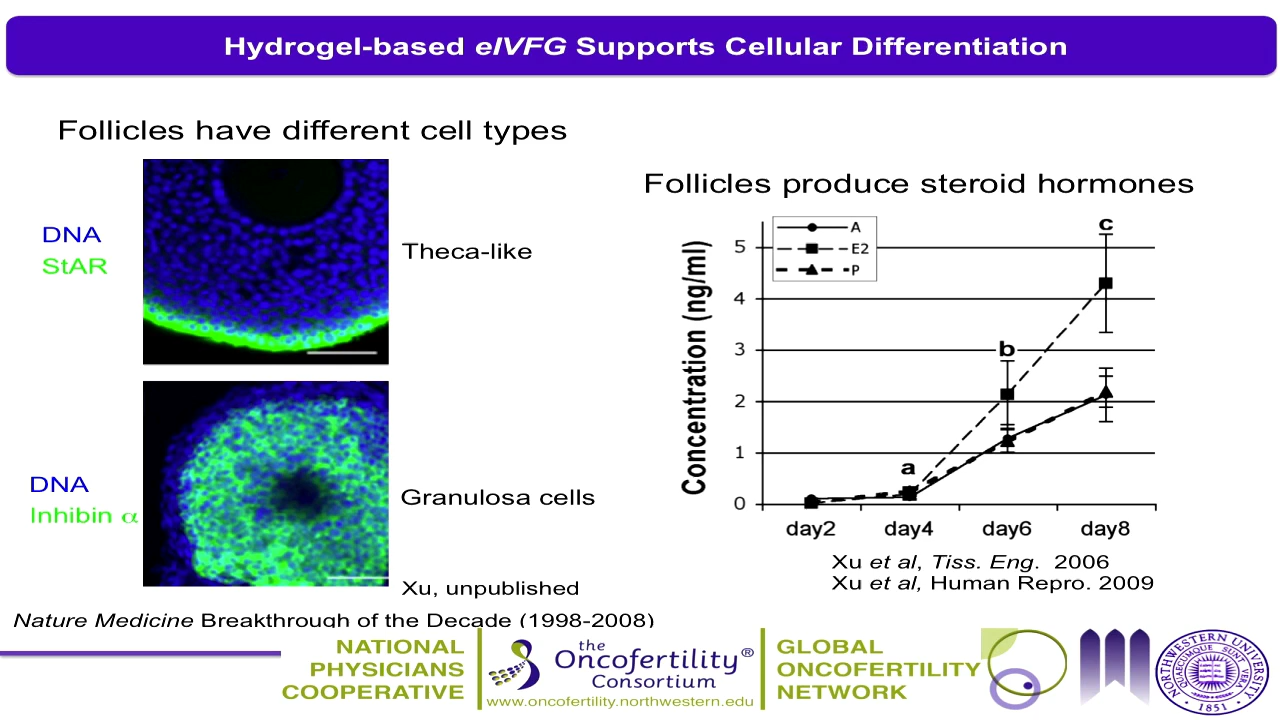 Hydrogel-based eIVFG Supports Cellular Differentiation
Follicles have different cell types
DNA
StAR
Theca-like
DNA
Inhibin α
Granulosa cells
Xu, unpublished
Nature Medicine Breakthrough of the Decade (1998-2008)
Follicles produce steroid hormones
Concentration (ng/ml)
A
E2
P
5
4
3
2
1
0
a
b
c
day2 day4 day6 day8
Xu et al, Tiss. Eng. 2006
Xu et al, Human Repro. 2009
NATIONAL
PHYSICIANS
COOPERATIVE
the
Oncofertility®
Consortium
www.oncofertility.northwestern.edu
GLOBAL
ONCOFERTILITY
NETWORK
NORTHWESTERN UNIVERSITY
QUAECUMQUE SUNT VERA
1851